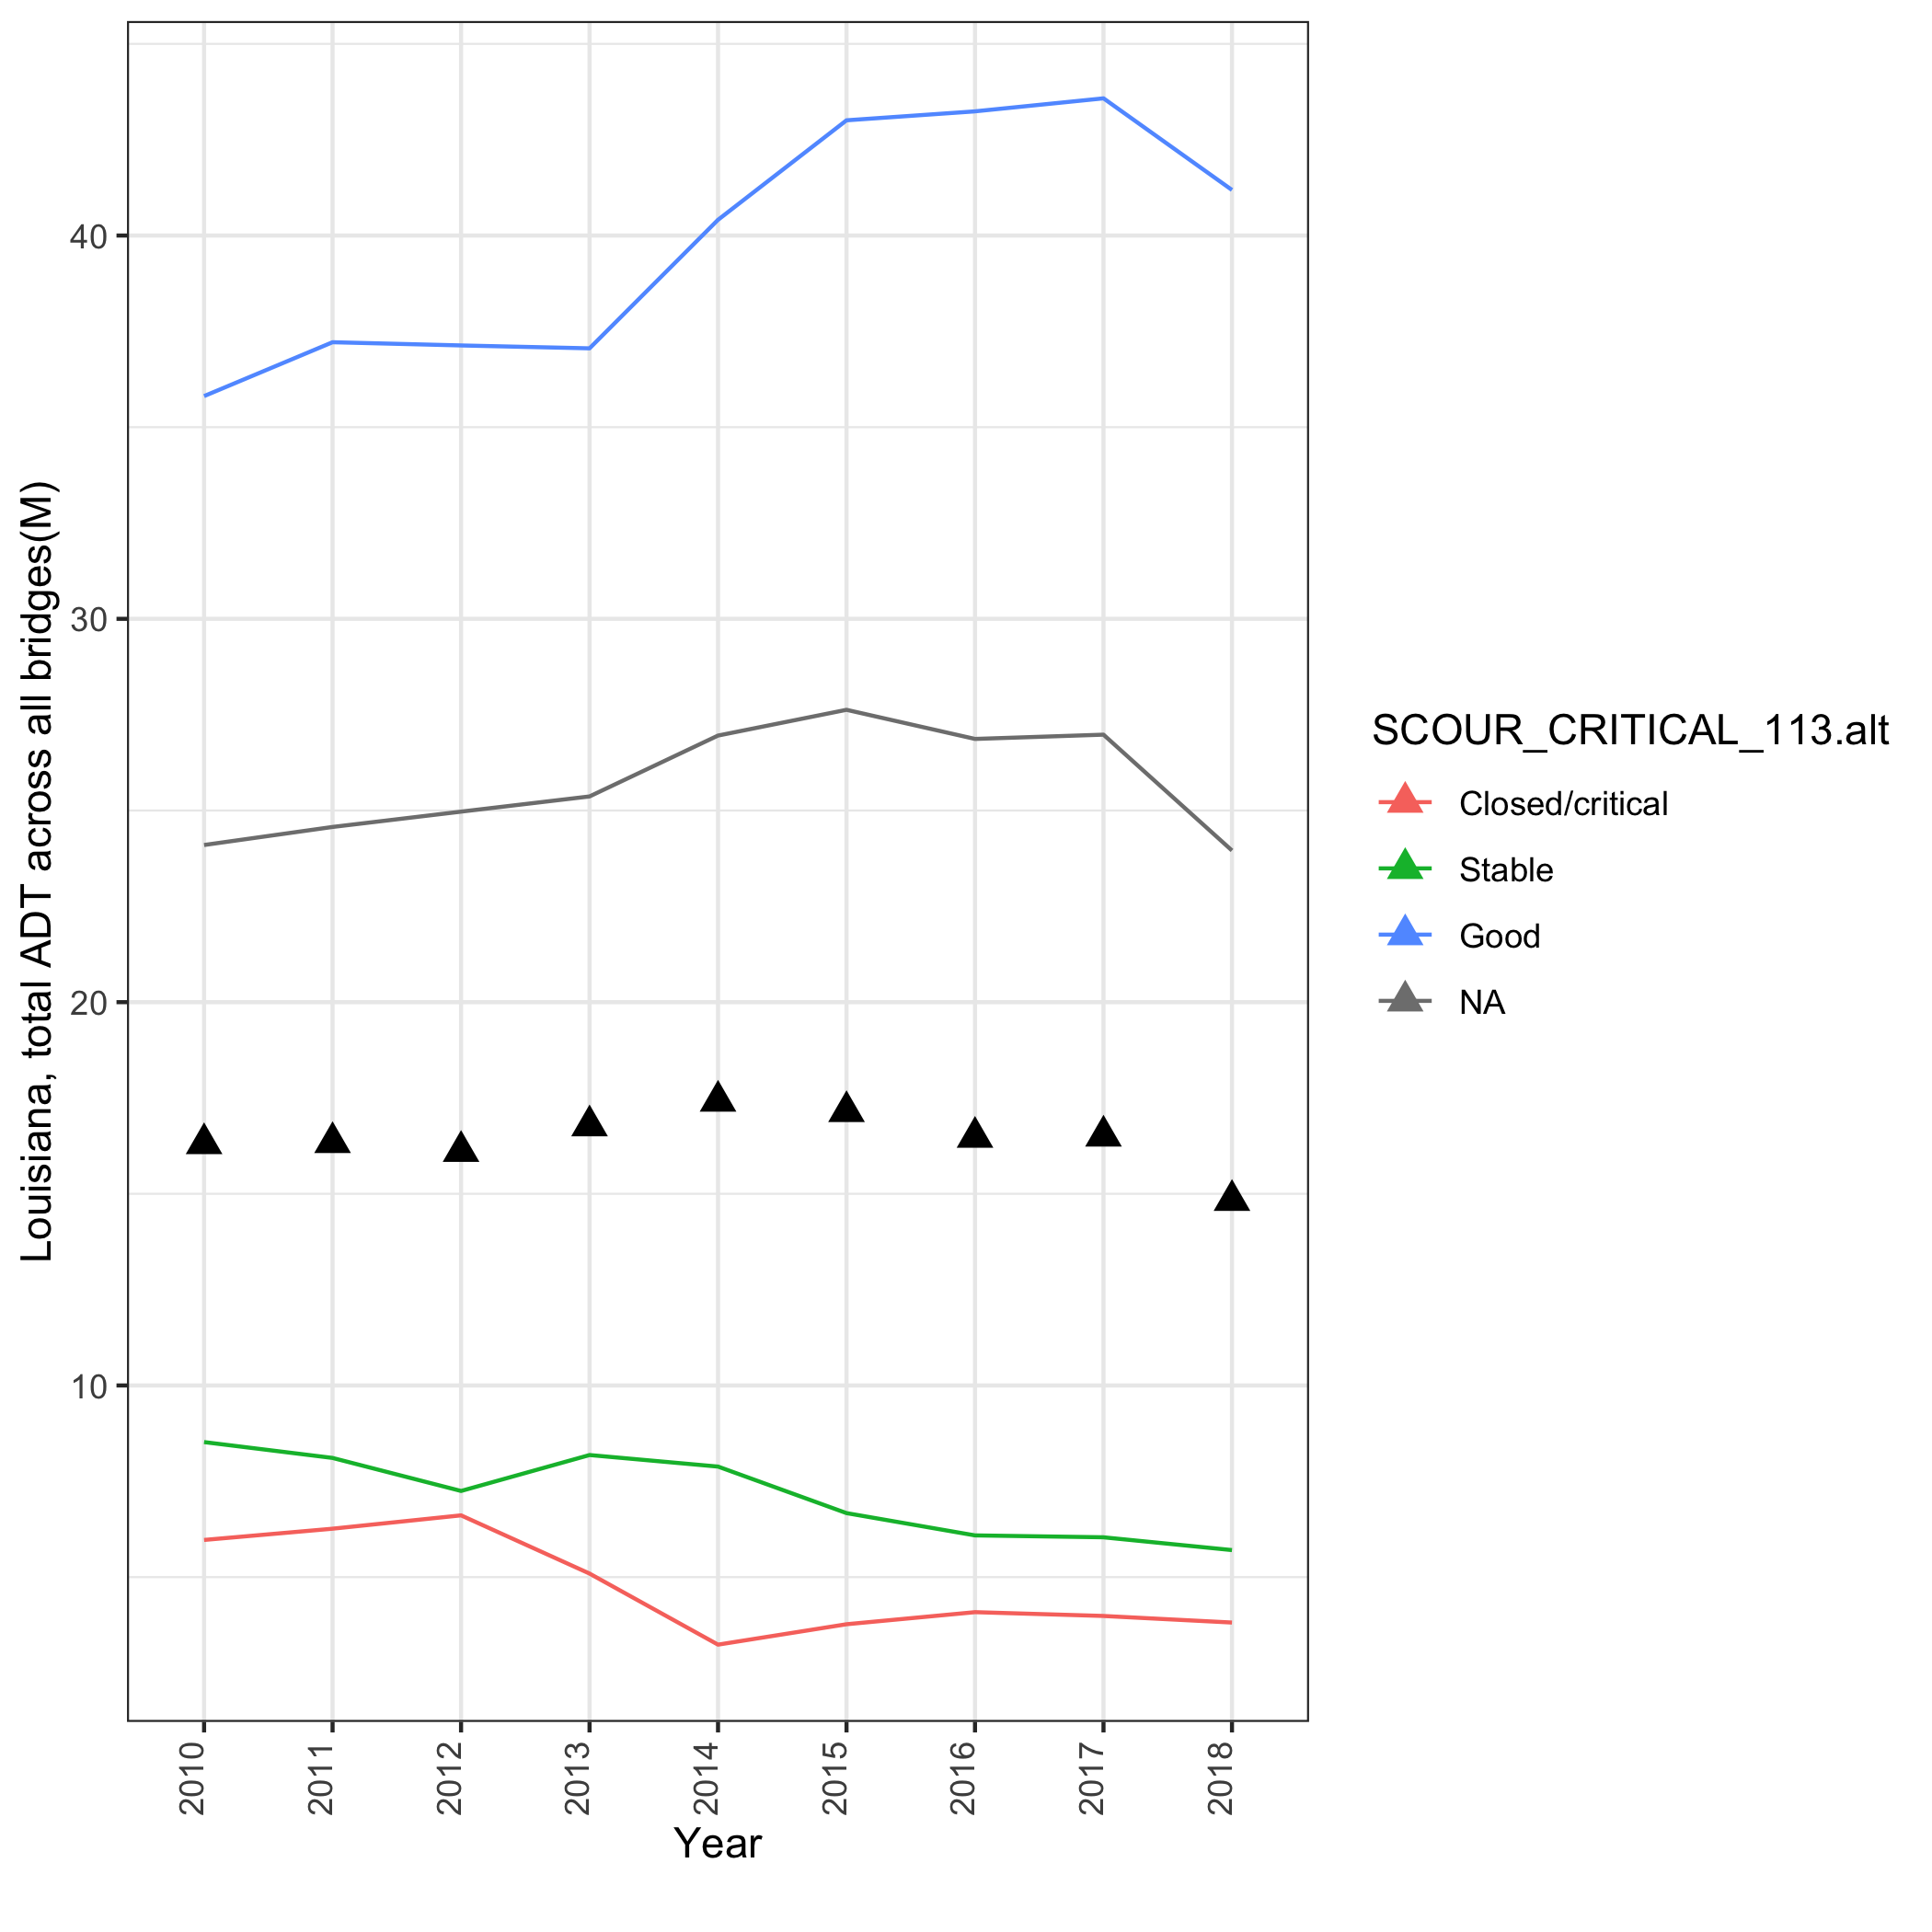 Louisiana, total ADT across all bridges(M)
40
30
20
10
2010
2011
2012
2013
2014
2015
2016
2017
2018
Year
SCOUR_CRITICAL_113.alt
Closed/critical
Stable
Good
NA